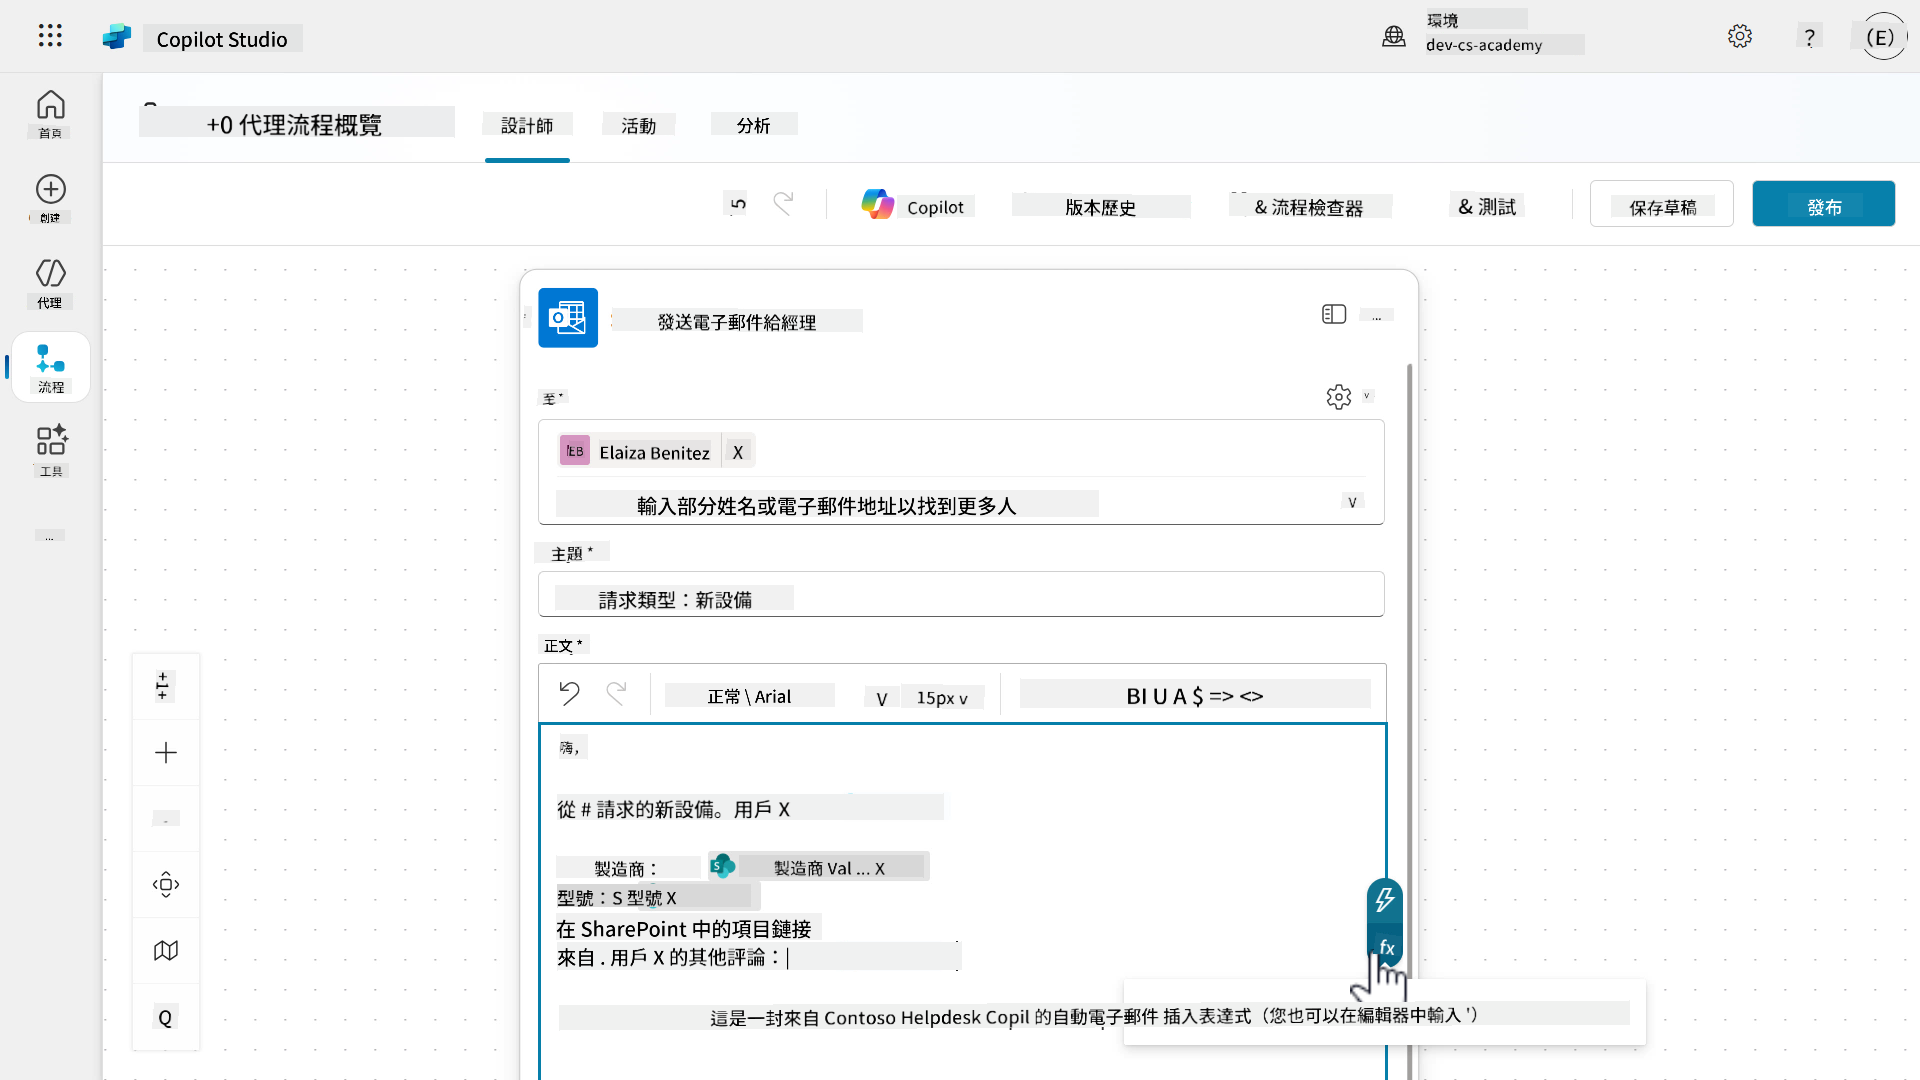 Copilot Studio
環境
dev-cs-academy
?
(E)
首頁
創建
代理
流程
工具
...
+0 代理流程概覽
設計師
活動
分析
Copilot
版本歷史
& 流程檢查器
& 測試
保存草稿
發布
發送電子郵件給經理
...
至*
EB Elaiza Benitez X
輸入部分姓名或電子郵件地址以找到更多人
V
主題 *
請求類型：新設備
正文 *
正常 \ Arial V 15px v BI U A $ => <>
嗨，
從 # 請求的新設備。用戶 X
製造商： S 製造商 Val ... X
型號：S 型號 X
在 SharePoint 中的項目鏈接
來自 . 用戶 X 的其他評論：
fx
這是一封來自 Contoso Helpdesk Copil 的自動電子郵件 插入表達式（您也可以在編輯器中輸入 '）
Q